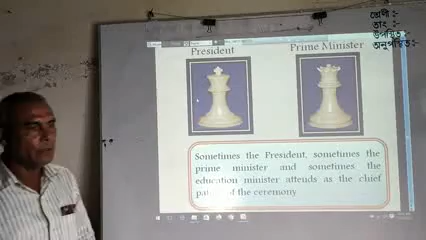 President
Prime Minister
শ্রেণী :-
তাং :-
উপস্থিত :-
অনুপস্থিত:-
Sometimes the President, sometimes the
prime minister and sometimes the
education minister attends as the chief
of the ceremony